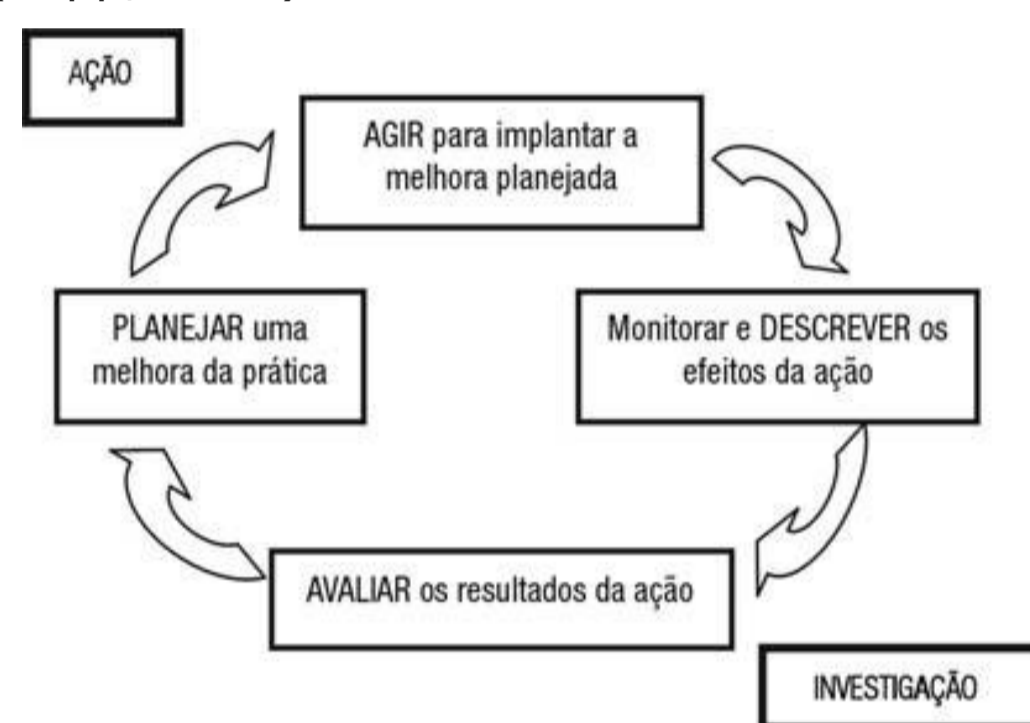 AÇÃO
AGIR para implantar a
melhora planejada
PLANEJAR uma
melhora da prática
Monitorar e DESCREVER os
efeitos da ação
AVALIAR os resultados da ação
INVESTIGAÇÃO